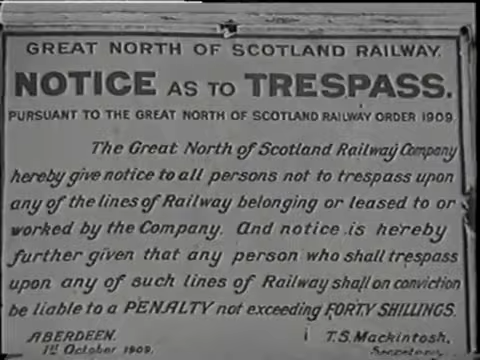 GREAT NORTH OF SCOTLAND RAILWAY.
NOTICE AS TO TRESPASS.
PURSUANT TO THE GREAT NORTH OF SCOTLAND RAILWAY ORDER 1909.
The Great North of Scotland Railway Company
hereby give notice to all persons not to trespass upon
any of the lines of Railway belonging or leased to or
worked by the Company. And notice is hereby
further given that any person who shall trespass
upon any of such lines of Railway shall on conviction
be liable to a PENALTY not exceeding FORTY SHILLINGS.
ABERDEEN. T.S. Mackintosh,
1st October 1909. Secretary.